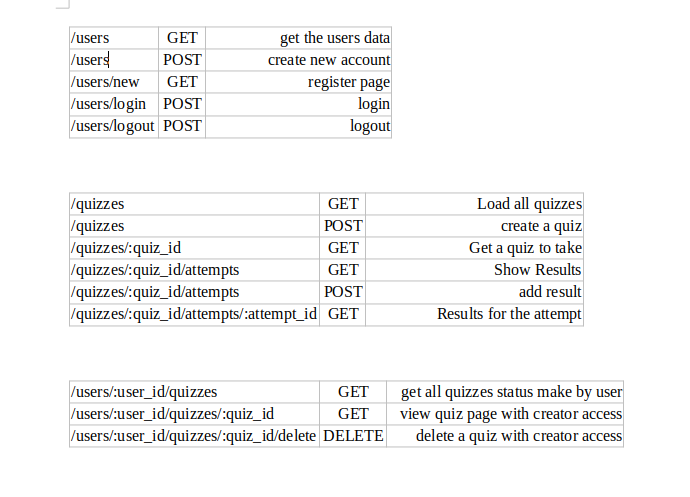 /users GET get the users data
/users POST create new account
/users/new GET register page
/users/login POST login
/users/logout POST logout
/quizzes GET Load all quizzes
/quizzes POST create a quiz
/quizzes/:quiz_id GET Get a quiz to take
/quizzes/:quiz_id/attempts GET Show Results
/quizzes/:quiz_id/attempts POST add result
/quizzes/:quiz_id/attempts/:attempt_id GET Results for the attempt
/users/:user_id/quizzes GET get all quizzes status make by user
/users/:user_id/quizzes/:quiz_id GET view quiz page with creator access
/users/:user_id/quizzes/:quiz_id/delete DELETE delete a quiz with creator access